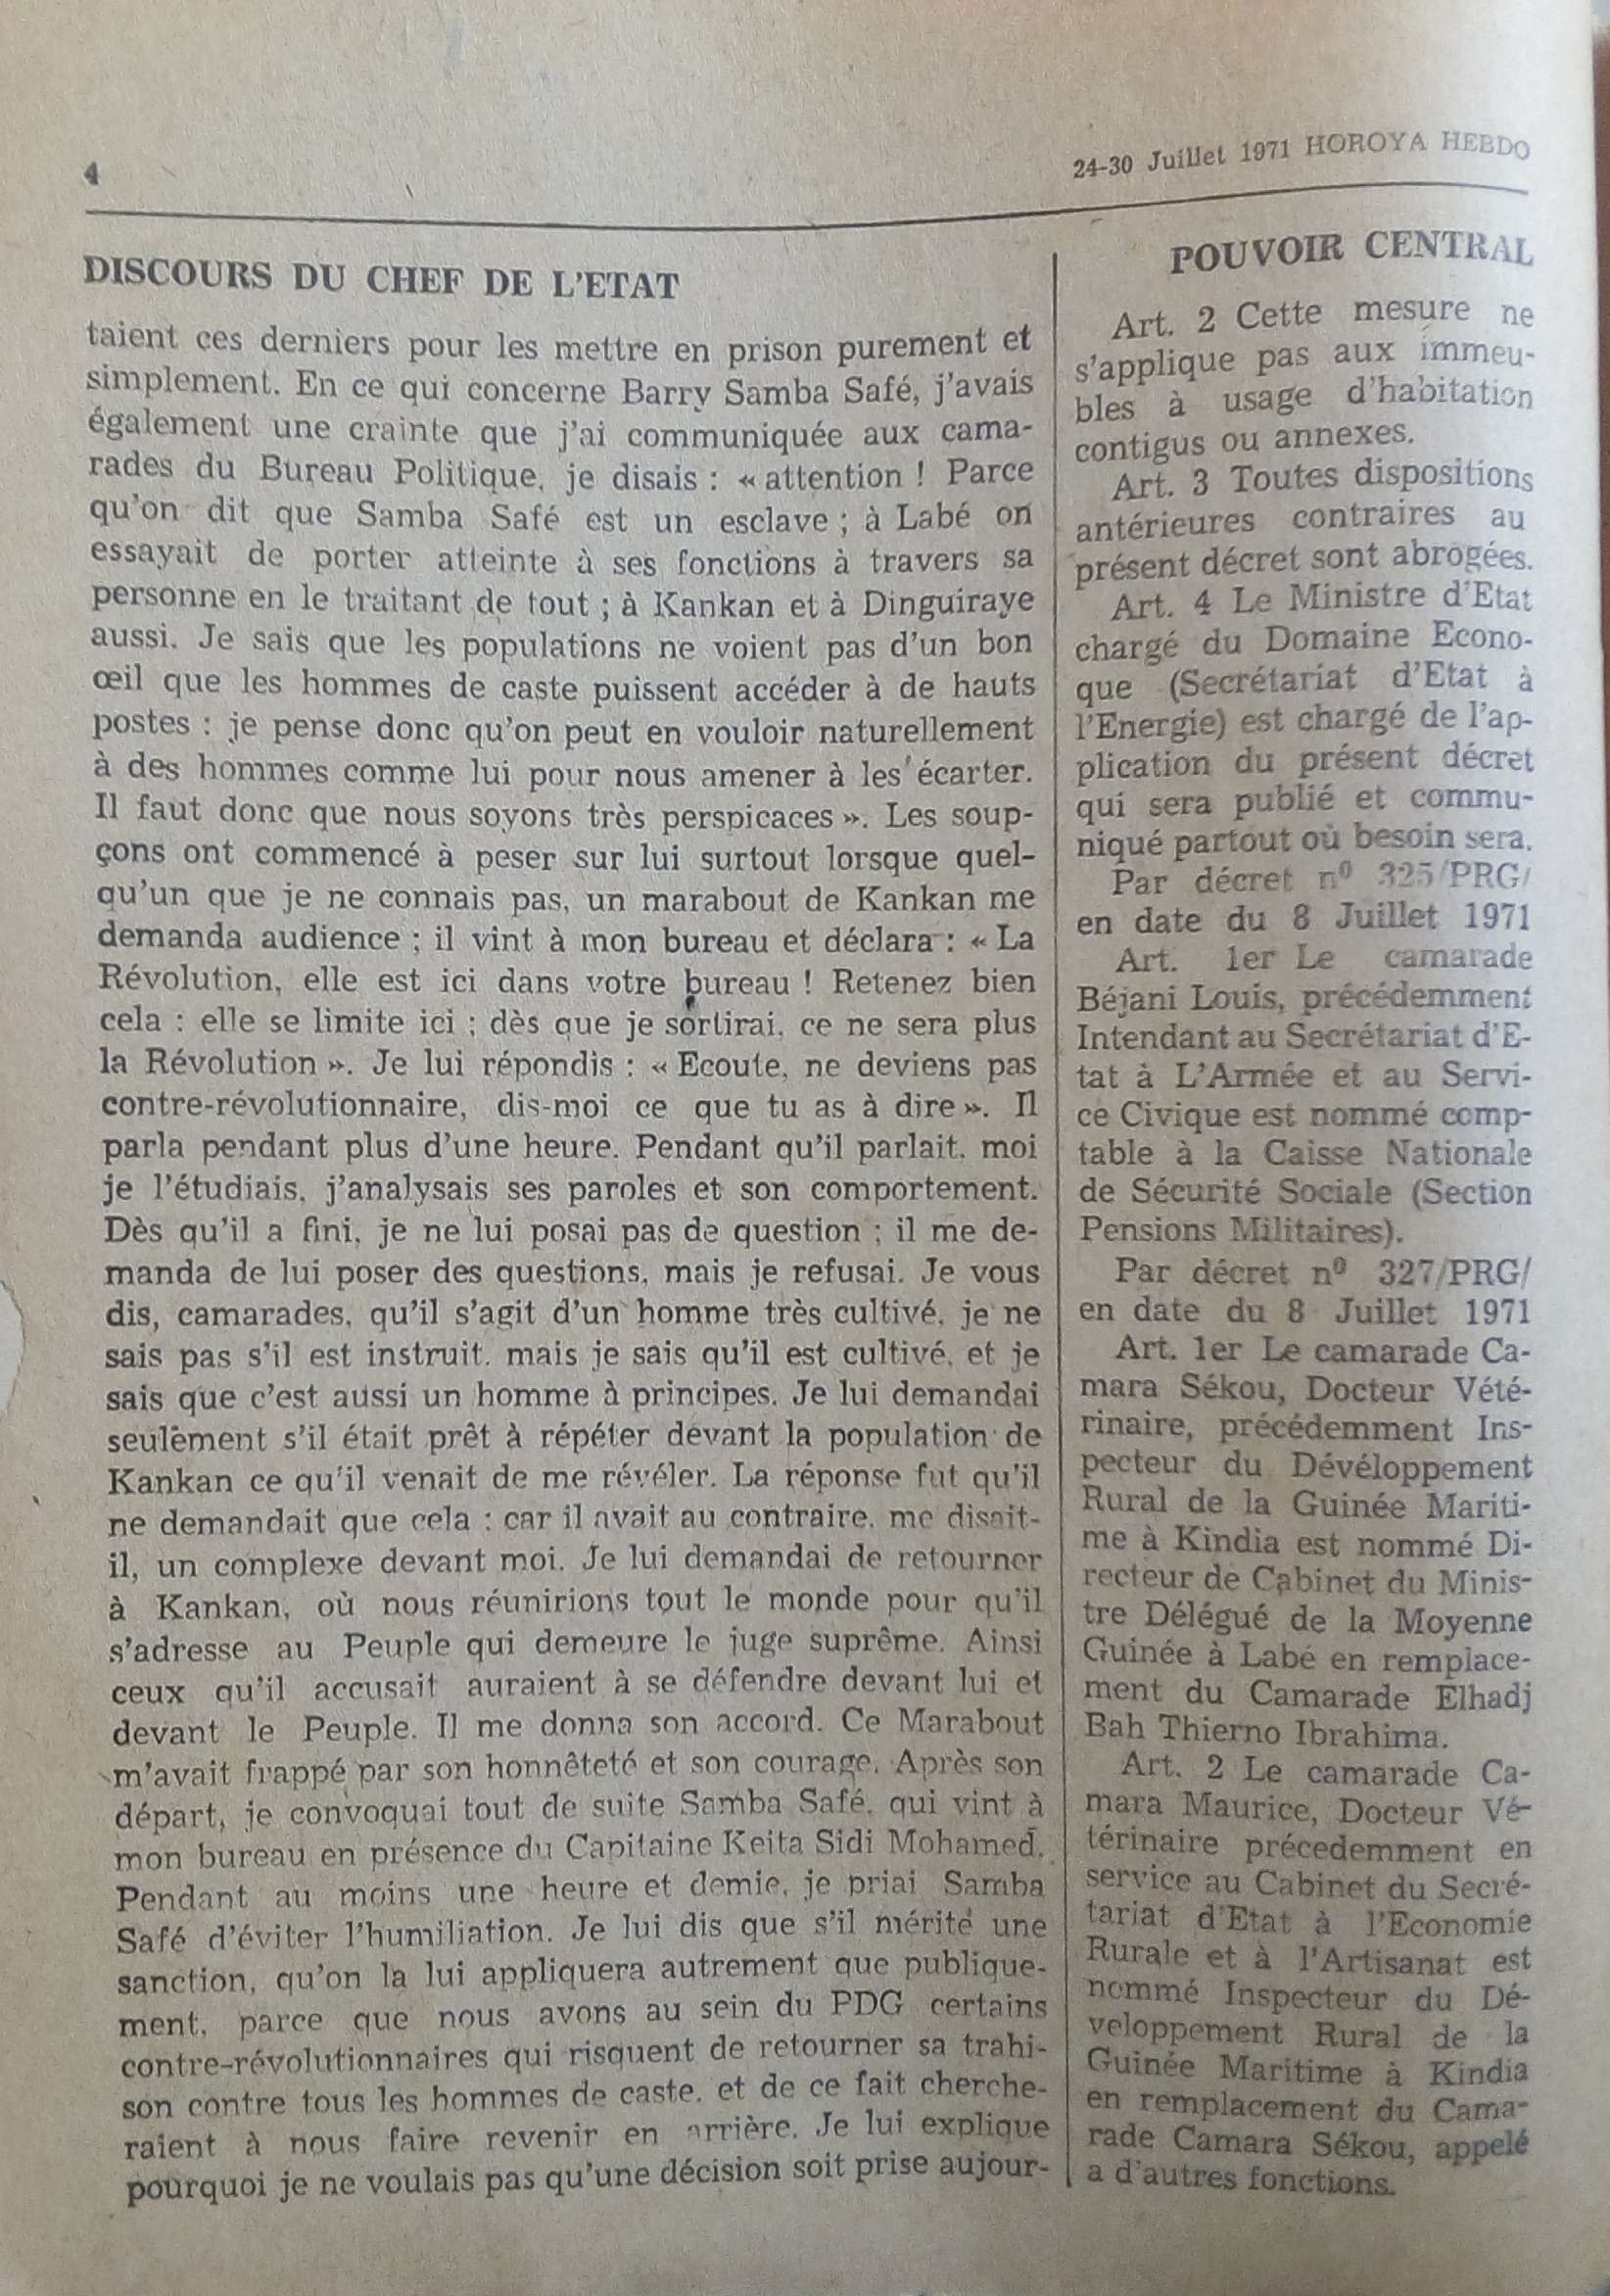 4
24-30 Juillet 1971 HOROYA HEBDO
DISCOURS DU CHEF DE L'ETAT
taient ces derniers pour les mettre en prison purement et
simplement. En ce qui concerne Barry Samba Safé, j'avais
également une crainte que j'ai communiquée aux cama-
rades du Bureau Politique, je disais : « attention ! Parce
qu'on dit que Samba Safé est un esclave ; à Labé on
essayait de porter atteinte à ses fonctions à travers sa
personne en le traitant de tout ; à Kankan et à Dinguiraye
aussi. Je sais que les populations ne voient pas d'un bon
œil que les hommes de caste puissent accéder à de hauts
postes : je pense donc qu'on peut en vouloir naturellement
à des hommes comme lui pour nous amener à les écarter.
Il faut donc que nous soyons très perspicaces ». Les soup-
çons ont commencé à peser sur lui surtout lorsque quel-
qu'un que je ne connais pas, un marabout de Kankan me
demanda audience ; il vint à mon bureau et déclara : « La
Révolution, elle est ici dans votre bureau ! Retenez bien
cela : elle se limite ici ; dès que je sortirai, ce ne sera plus
la Révolution ». Je lui répondis : « Ecoute, ne deviens pas
contre-révolutionnaire, dis-moi ce que tu as à dire ». Il
parla pendant plus d'une heure. Pendant qu'il parlait, moi
je l'étudiais, j'analysais ses paroles et son comportement.
Dès qu'il a fini, je ne lui posai pas de question ; il me de-
manda de lui poser des questions, mais je refusai. Je vous
dis, camarades, qu'il s'agit d'un homme très cultivé, je ne
sais pas s'il est instruit, mais je sais qu'il est cultivé, et je
sais que c'est aussi un homme à principes. Je lui demandai
seulement s'il était prêt à répéter devant la population de
Kankan ce qu'il venait de me révéler. La réponse fut qu'il
ne demandait que cela : car il avait au contraire, me disait-
il, un complexe devant moi. Je lui demandai de retourner
à Kankan, où nous réunirions tout le monde pour qu'il
s'adresse au Peuple qui demeure le juge suprême. Ainsi
ceux qu'il accusait auraient à se défendre devant lui et
devant le Peuple. Il me donna son accord. Ce Marabout
m'avait frappé par son honnêteté et son courage. Après son
départ, je convoquai tout de suite Samba Safé, qui vint à
mon bureau en présence du Capitaine Keita Sidi Mohamed.
Pendant au moins une heure et demie, je priai Samba
Safé d'éviter l'humiliation. Je lui dis que s'il mérité une
sanction, qu'on la lui appliquera autrement que publique-
ment, parce que nous avons au sein du PDG certains
contre-révolutionnaires qui risquent de retourner sa trahi-
son contre tous les hommes de caste, et de ce fait cherche-
raient à nous faire revenir en arrière. Je lui explique
pourquoi je ne voulais pas qu'une décision soit prise aujour-
POUVOIR CENTRAL
Art. 2 Cette mesure ne
s'applique pas aux immeu-
bles à usage d'habitation
contigus ou annexes.
Art. 3 Toutes dispositions
antérieures contraires au
présent décret sont abrogées.
Art. 4 Le Ministre d'Etat
chargé du Domaine Econo-
que (Secrétariat d'Etat à
l'Energie) est chargé de l'ap-
plication du présent décret
qui sera publié et commu-
niqué partout où besoin sera.
Par décret nº 325/PRG/
en date du 8 Juillet 1971
Art. 1er Le camarade
Béjani Louis, précédemment
Intendant au Secrétariat d'E-
tat à L'Armée et au Servi-
ce Civique est nommé comp-
table à la Caisse Nationale
de Sécurité Sociale (Section
Pensions Militaires).
Par décret nº 327/PRG/
en date du 8 Juillet 1971
Art. 1er Le camarade Ca-
mara Sékou, Docteur Vété-
rinaire, précédemment Ins-
pecteur du Dévéloppement
Rural de la Guinée Mariti-
me à Kindia est nommé Di-
recteur de Cabinet du Minis-
tre Délégué de la Moyenne
Guinée à Labé en remplace-
ment du Camarade Elhadj
Bah Thierno Ibrahima.
Art. 2 Le camarade Ca-
mara Maurice, Docteur Vé-
térinaire précedemment en
service au Cabinet du Secré-
tariat d'Etat à l'Economie
Rurale et à l'Artisanat est
nommé Inspecteur du Dé-
veloppement Rural de la
Guinée Maritime à Kindia
en remplacement du Cama-
rade Camara Sékou, appelé
a d'autres fonctions.